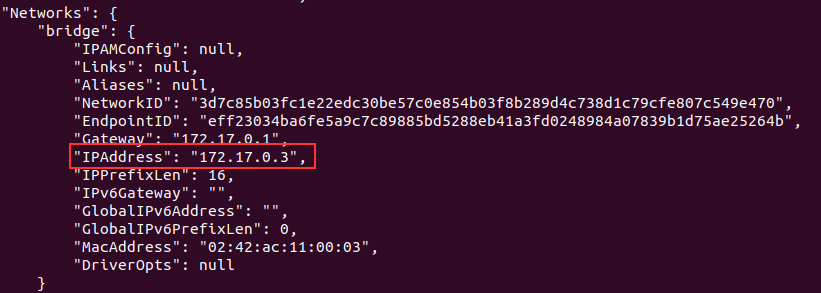 "Networks": {
"bridge": {
"IPAMConfig": null,
"Links": null,
"Aliases": null,
"NetworkID": "3d7c85b03fc1e22edc30be57c0e854b03f8b289d4c738d1c79cfe807c549e470",
"EndpointID": "eff23034ba6fe5a9c7c89885bd5288eb41a3fd0248984a07839b1d75ae25264b",
"Gateway": "172.17.0.1",
"IPAddress": "172.17.0.3",
"IPPrefixLen": 16,
"IPv6Gateway": "",
"GlobalIPv6Address": "",
"GlobalIPv6PrefixLen": 0,
"MacAddress": "02:42:ac:11:00:03",
"DriverOpts": null
}